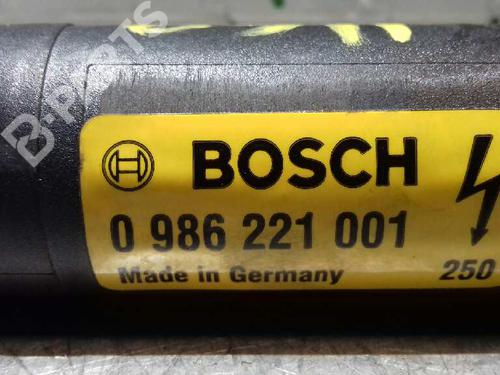 B-PARTS
BOSCH
0 986 221 001
Made in Germany
250